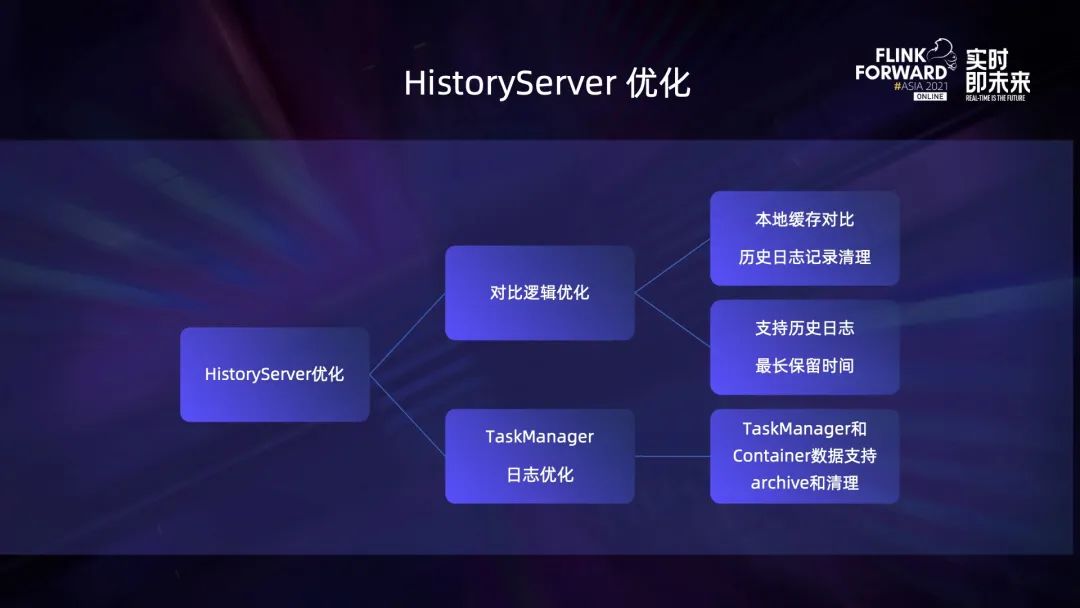 HistoryServer 优化
FLINK
FORWARD
#ASIA 2021
ONLINE
实时
即未来
REAL-TIME IS THE FUTURE
HistoryServer优化
对比逻辑优化
本地缓存对比
历史日志记录清理
支持历史日志
最长保留时间
TaskManager
日志优化
TaskManager和
Container数据支持
archive和清理